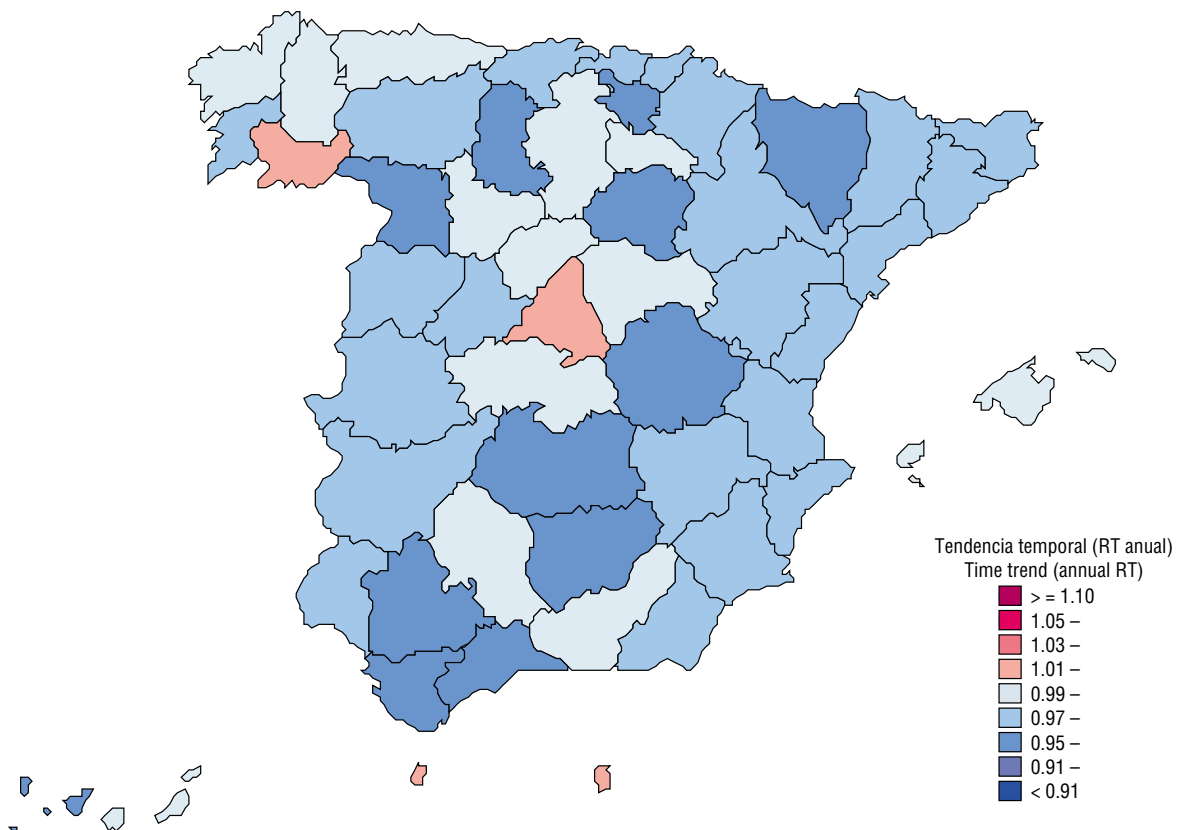 Tendencia temporal (RT anual)
Time trend (annual RT)
> = 1.10
1.05 –
1.03 –
1.01 –
0.99 –
0.97 –
0.95 –
0.91 –
< 0.91